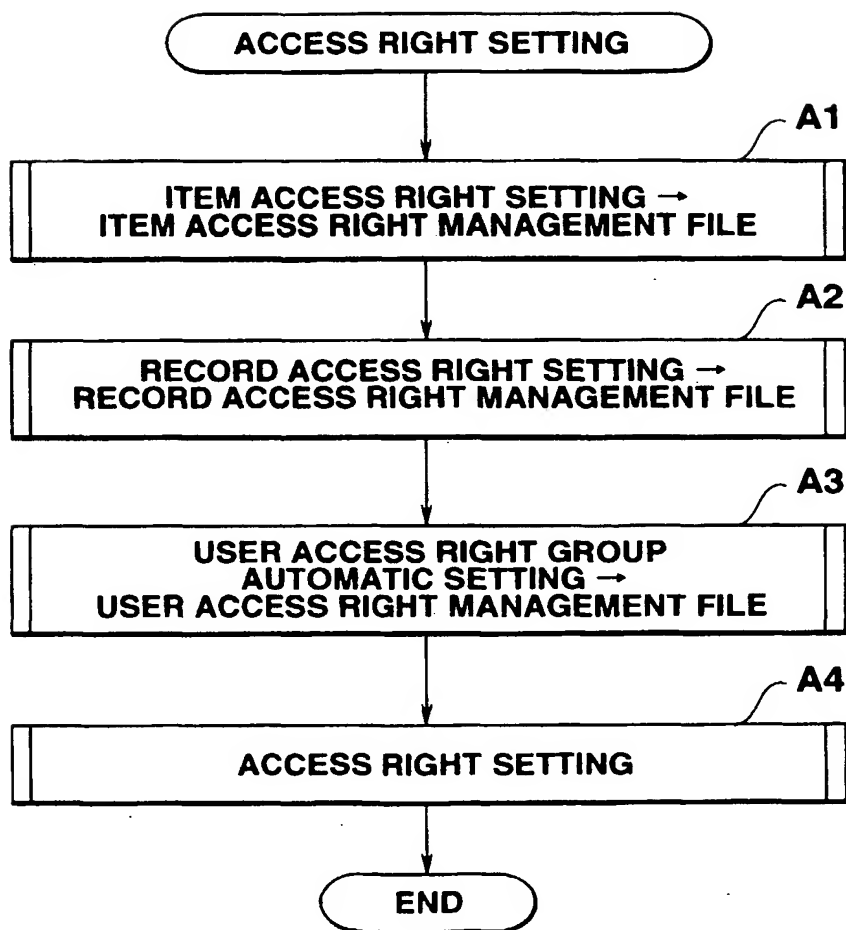 ACCESS RIGHT SETTING
A1
ITEM ACCESS RIGHT SETTING →
ITEM ACCESS RIGHT MANAGEMENT FILE
A2
RECORD ACCESS RIGHT SETTING →
RECORD ACCESS RIGHT MANAGEMENT FILE
A3
USER ACCESS RIGHT GROUP
AUTOMATIC SETTING →
USER ACCESS RIGHT MANAGEMENT FILE
A4
ACCESS RIGHT SETTING
END